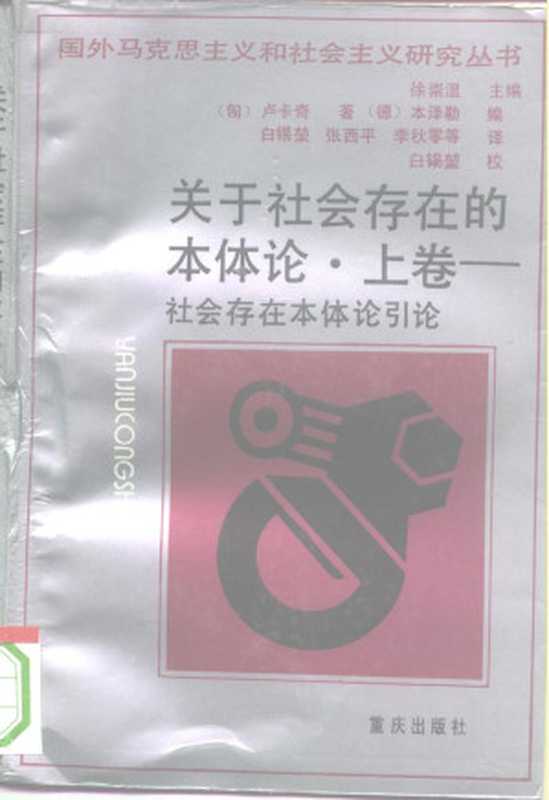 国外马克思主义和社会主义研究丛书
徐崇温 主编
(匈)卢卡奇 著(德)本泽勒 编
白锡堃 张西平 李秋零等 译
白锡堃 校
关于社会存在的
本体论·上卷——
社会存在本体论引论
YANJIUCONGSH
重庆出版社